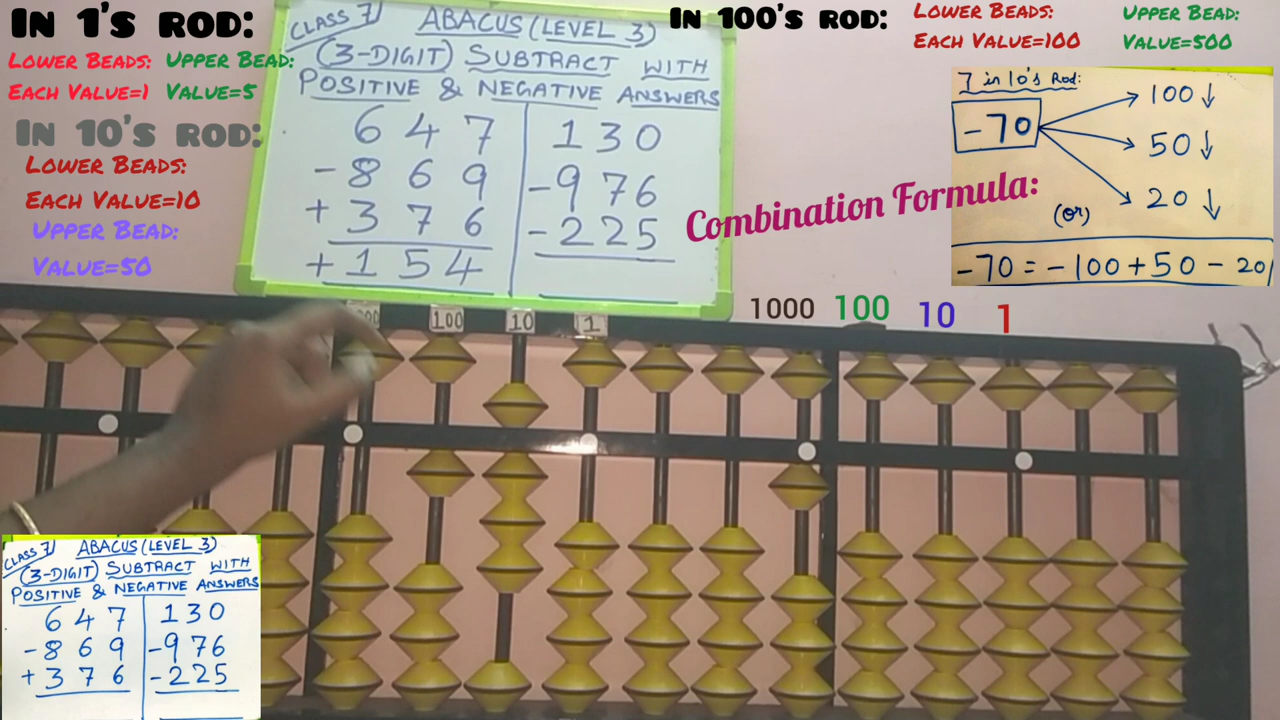 In 1's rod:
Lower Beads: Upper Bead:
Each Value=1 Value=5
In 10's rod:
Lower Beads:
Each Value=10
Upper Bead:
Value=50
CLASS 7/ ABACUS (LEVEL 3)
(3-DIGIT) SUBTRACT WITH
POSITIVE & NEGATIVE ANSWERS
6 4 7 1 3 0
-8 6 9 -9 7 6
+3 7 6 -2 2 5
+1 5 4
In 100's rod:
Lower Beads:
Each Value=100
Upper Bead:
Value=500
7 in 10's Rod:
-70
100 ↓
50 ↓
20 ↓
(or)
-70 = -100 + 50 - 20
Combination Formula:
1000 100 10 1
100 10 1
CLASS 7/ ABACUS (LEVEL 3)
(3-DIGIT) SUBTRACT WITH
POSITIVE & NEGATIVE ANSWERS
6 4 7 1 3 0
-8 6 9 -9 7 6
+3 7 6 -2 2 5